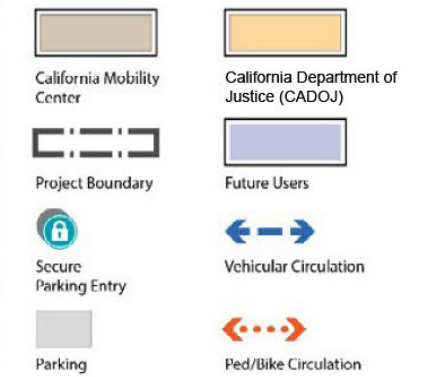 California Mobility
Center
California Department of
Justice (CADOJ)
Project Boundary
Future Users
Secure
Parking Entry
Vehicular Circulation
Parking
Ped/Bike Circulation